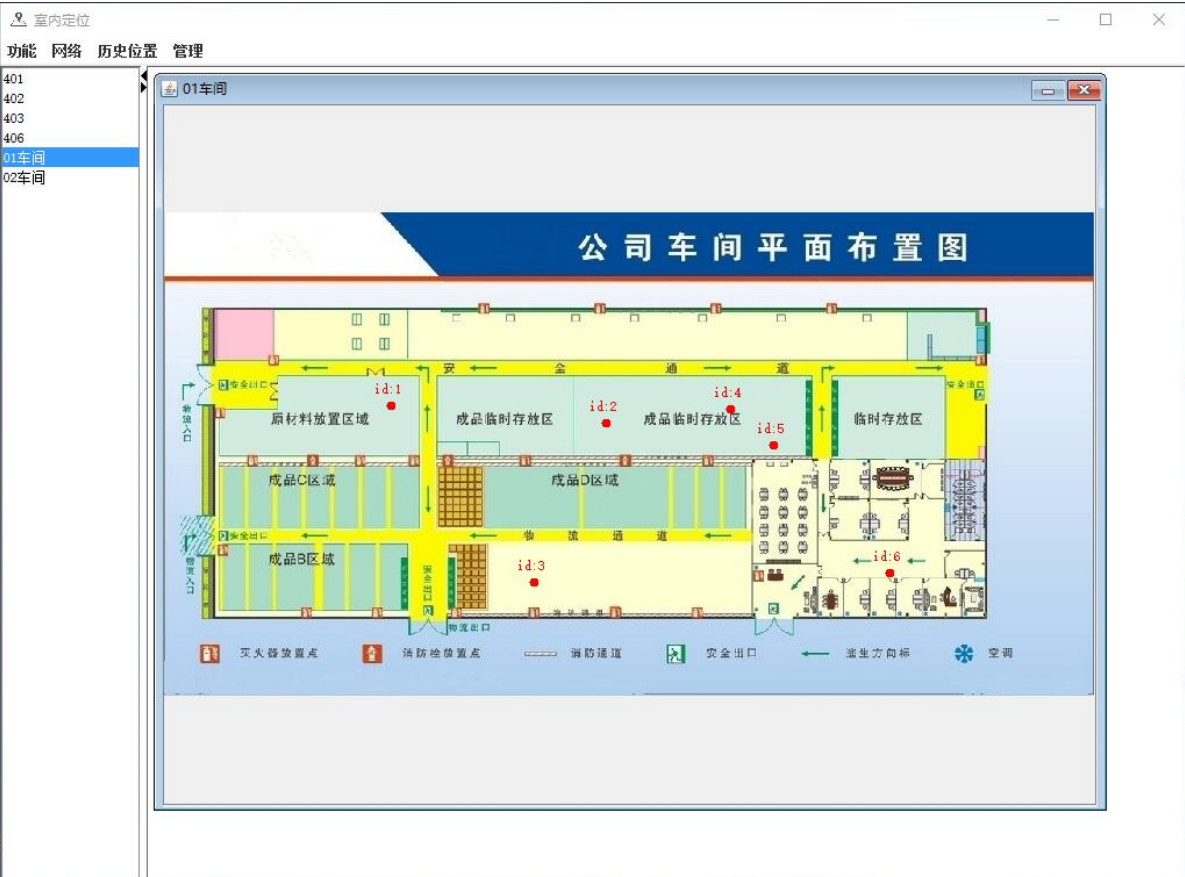 室内定位
功能 网络 历史位置 管理
401
402
403
406
01车间
02车间
01车间
公司车间平面布置图
安 全 通 道
安全出口
id:1
id:4
安全出口
id:2
物流入口
原材料放置区域
成品临时存放区
成品临时存放区
临时存放区
id:5
成品C区域
成品D区域
安全出口
物 流 通 道
成品B区域
id:3
id:6
物流入口
安全出口
消防通道
物流出口
灭火器放置点
消防栓放置点
消防通道
安全出口
逃生方向标
空调